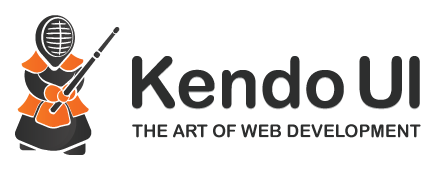 Kendo UI
THE ART OF WEB DEVELOPMENT